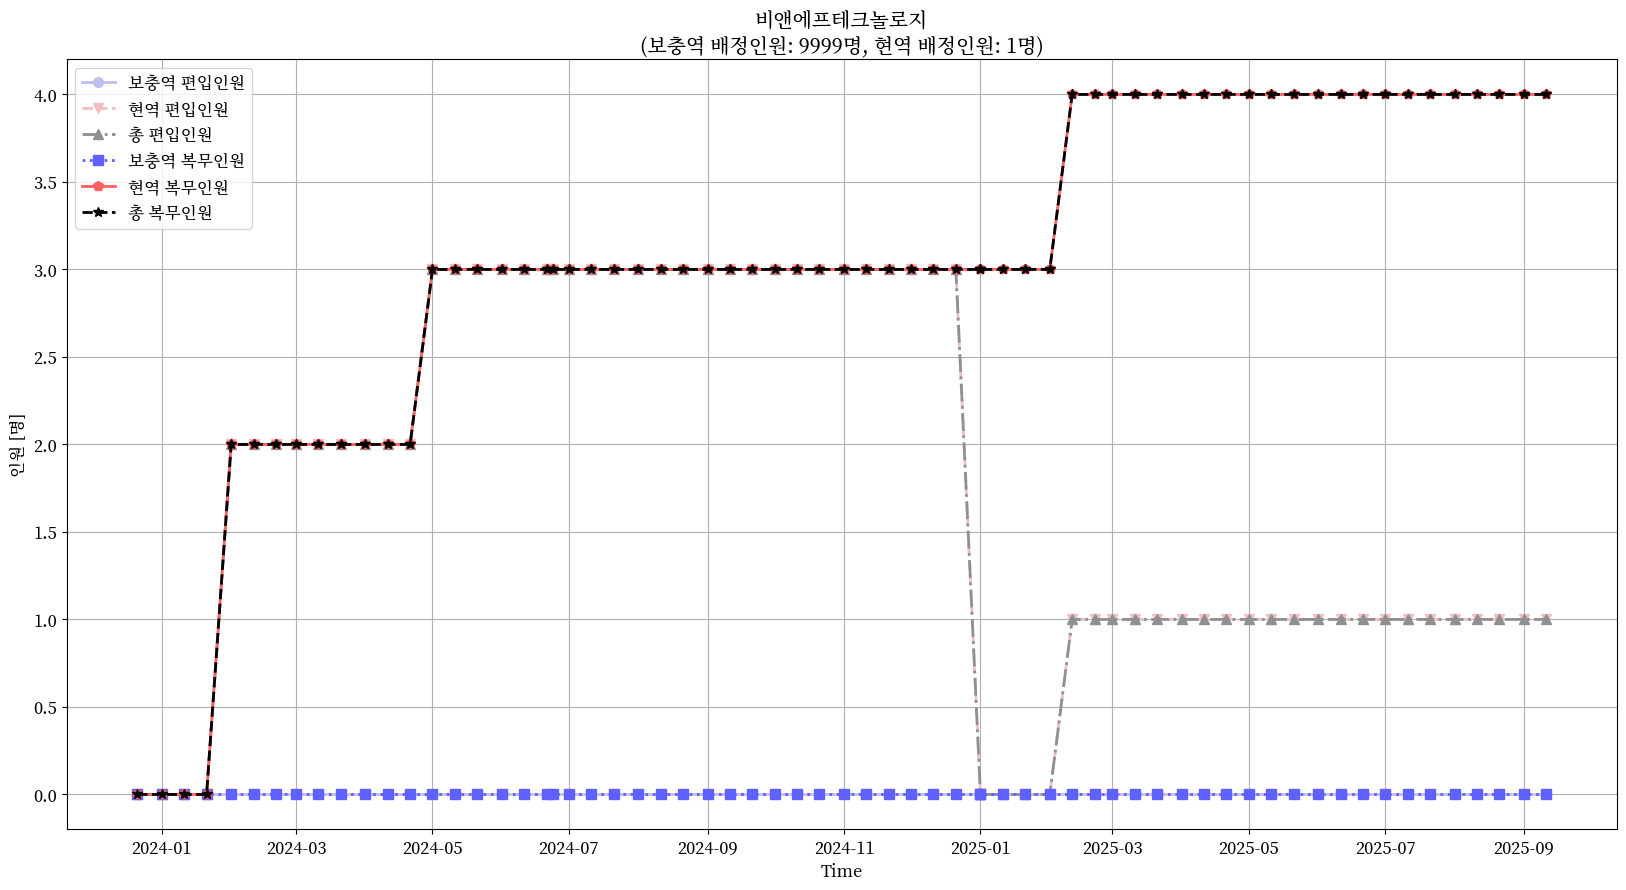 비앤에프테크놀로지
(보충역 배정인원: 9999명, 현역 배정인원: 1명)
보충역 편입인원
현역 편입인원
총 편입인원
보충역 복무인원
현역 복무인원
총 복무인원
4.0
3.5
3.0
2.5
2.0
1.5
1.0
0.5
0.0
인원 [명]
2024-01 2024-03 2024-05 2024-07 2024-09 2024-11 2025-01 2025-03 2025-05 2025-07 2025-09
Time